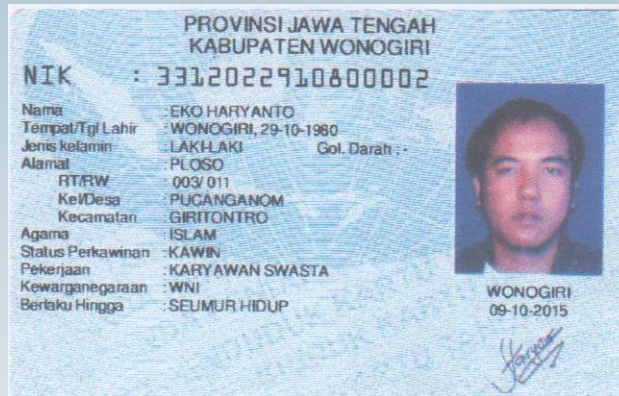 PROVINSI JAWA TENGAH
KABUPATEN WONOGIRI
NIK : 3312022910800002
Nama : EKO HARYANTO
Tempat/Tgl Lahir : WONOGIRI, 29-10-1980
Jenis kelamin : LAKI-LAKI Gol. Darah : -
Alamat : PLOSO
RT/RW : 003/ 011
Kel/Desa : PUCANGANOM
Kecamatan : GIRITONTRO
Agama : ISLAM
Status Perkawinan : KAWIN
Pekerjaan : KARYAWAN SWASTA
Kewarganegaraan : WNI
Berlaku Hingga : SEUMUR HIDUP
WONOGIRI
09-10-2015